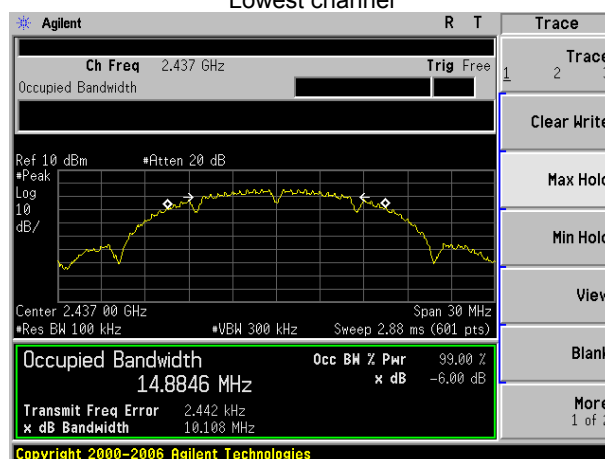 Lowest channel
Agilent R T Trace
Ch Freq 2.437 GHz Trig Free
Occupied Bandwidth
Trace
1 2
Clear Write
Ref 10 dBm #Atten 20 dB
#Peak
Log
10
dB/
Max Hold
Min Hold
View
Center 2.437 00 GHz Span 30 MHz
#Res BW 100 kHz #VBW 300 kHz Sweep 2.88 ms (601 pts)
Occupied Bandwidth Occ BW % Pwr 99.00 %
14.8846 MHz x dB -6.00 dB
Blank
Transmit Freq Error 2.442 kHz
x dB Bandwidth 10.108 MHz
More
1 of 2
Copyright 2000-2006 Agilent Technologies